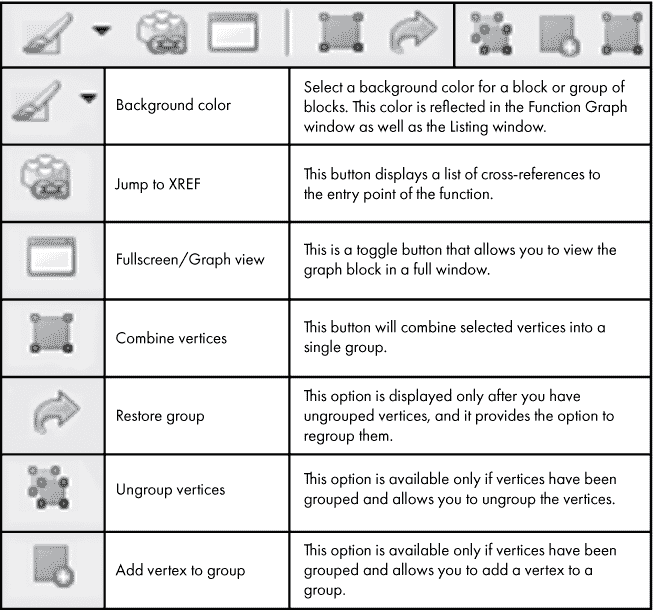 Background color
Select a background color for a block or group of
blocks. This color is reflected in the Function Graph
window as well as the Listing window.
Jump to XREF
This button displays a list of cross-references to
the entry point of the function.
Fullscreen/Graph view
This is a toggle button that allows you to view the
graph block in a full window.
Combine vertices
This button will combine selected vertices into a
single group.
Restore group
This option is displayed only after you have
ungrouped vertices, and it provides the option to
regroup them.
Ungroup vertices
This option is available only if vertices have been
grouped and allows you to ungroup the vertices.
Add vertex to group
This option is available only if vertices have been
grouped and allows you to add a vertex to a
group.